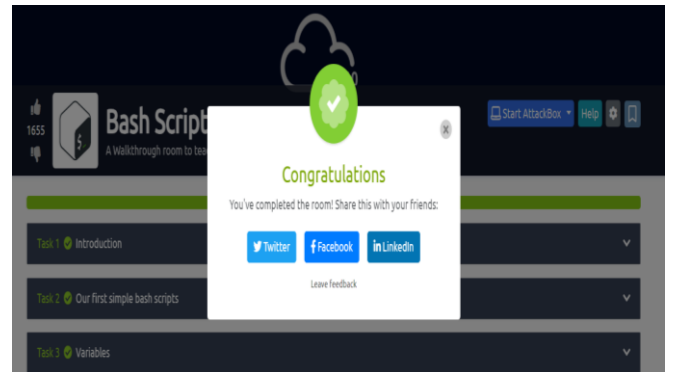 1655
$_
Bash Script
A Walkthrough room to tea
Start AttackBox
Help
x
Congratulations
You've completed the room! Share this with your friends:
Twitter
Facebook
in LinkedIn
Leave feedback
Task 1 Introduction
Task 2 Our first simple bash scripts
Task 3 Variables